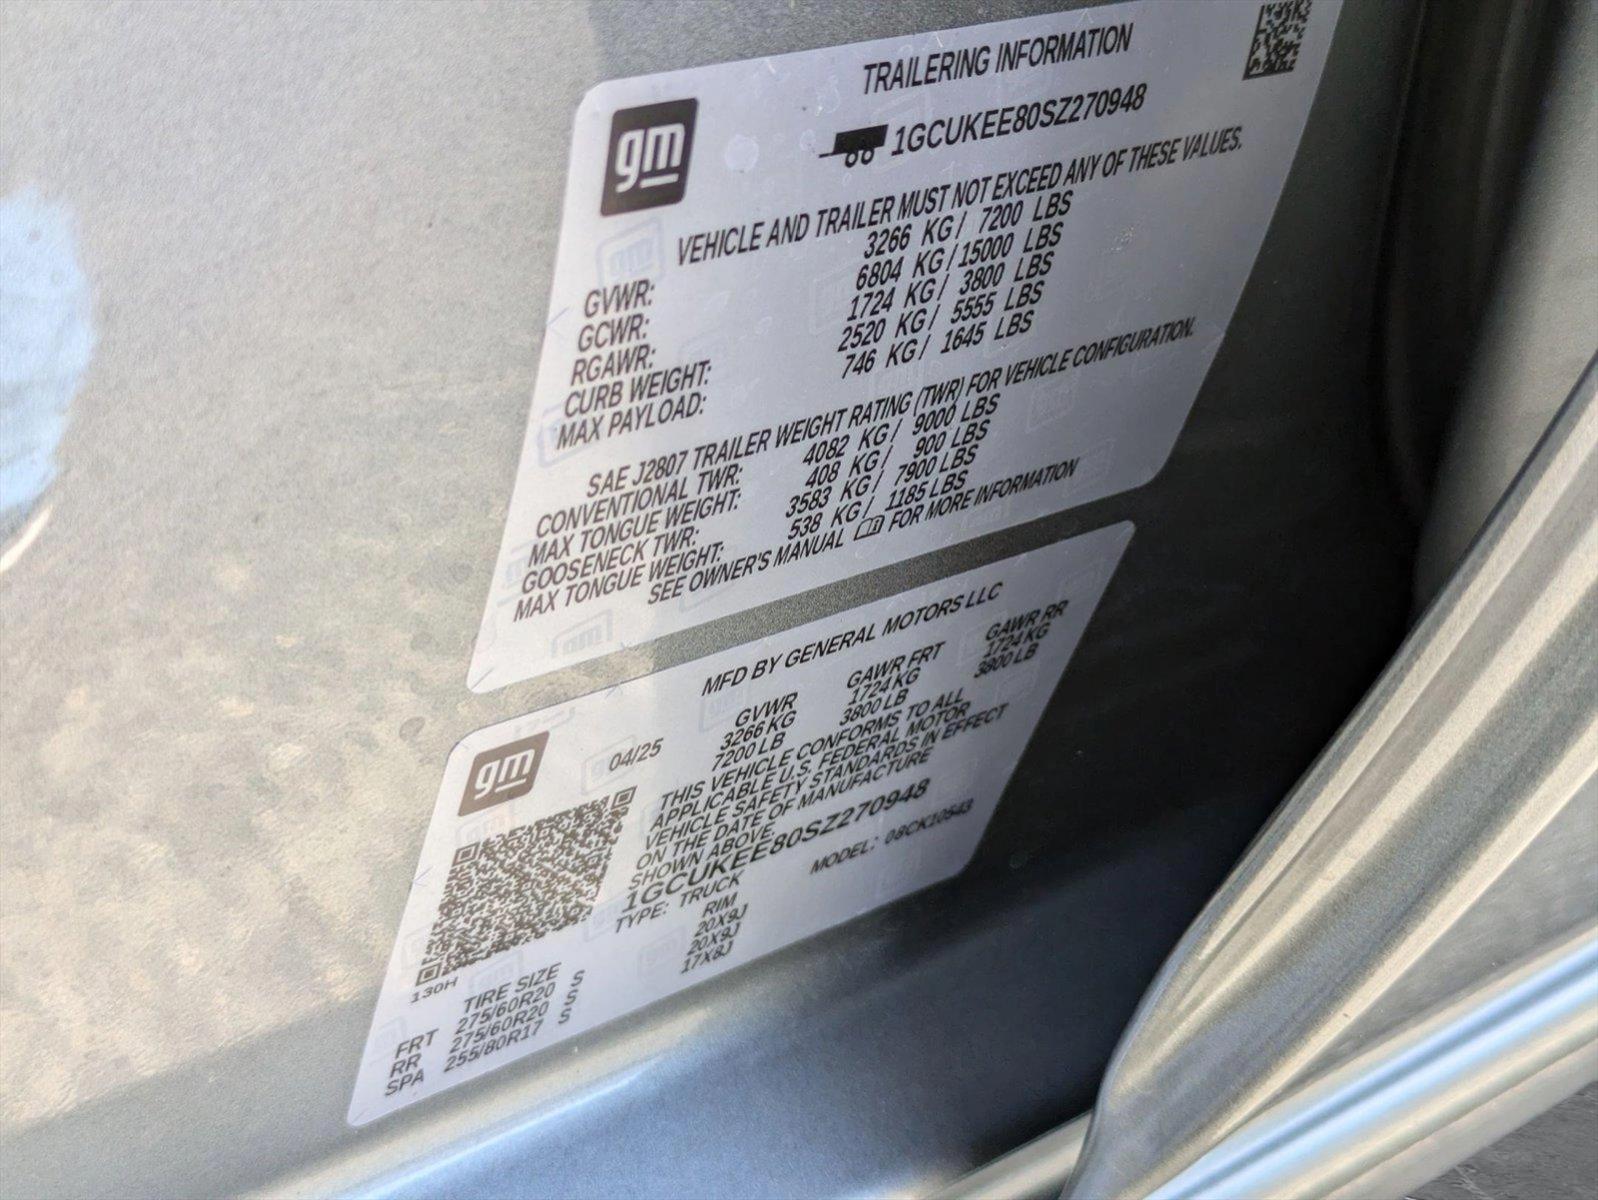 gm
TRAILERING INFORMATION
1GCUKEE80SZ270948
VEHICLE AND TRAILER MUST NOT EXCEED ANY OF THESE VALUES.
GVWR: 3266 KG / 7200 LBS
GCWR: 6804 KG / 15000 LBS
RGAWR: 1724 KG / 3800 LBS
CURB WEIGHT: 2520 KG / 5555 LBS
MAX PAYLOAD: 746 KG / 1645 LBS
SAE J2807 TRAILER WEIGHT RATING (TWR) FOR VEHICLE CONFIGURATION.
CONVENTIONAL TWR: 4082 KG / 9000 LBS
MAX TONGUE WEIGHT: 408 KG / 900 LBS
GOOSENECK TWR: 3583 KG / 7900 LBS
MAX TONGUE WEIGHT: 538 KG / 1185 LBS
SEE OWNER'S MANUAL FOR MORE INFORMATION
MFD BY GENERAL MOTORS LLC
gm
04/25
GVWR GAWR FRT GAWR RR
3266 KG 1724 KG 1724 KG
7200 LB 3800 LB 3800 LB
THIS VEHICLE CONFORMS TO ALL
APPLICABLE U.S. FEDERAL MOTOR
VEHICLE SAFETY STANDARDS IN EFFECT
ON THE DATE OF MANUFACTURE
SHOWN ABOVE.
1GCUKEE80SZ270948
TYPE: TRUCK MODEL: 08CK10543
130H
TIRE SIZE RIM
FRT 275/60R20 S 20X9J
RR 275/60R20 S 20X9J
SPA 255/80R17 S 17X8J